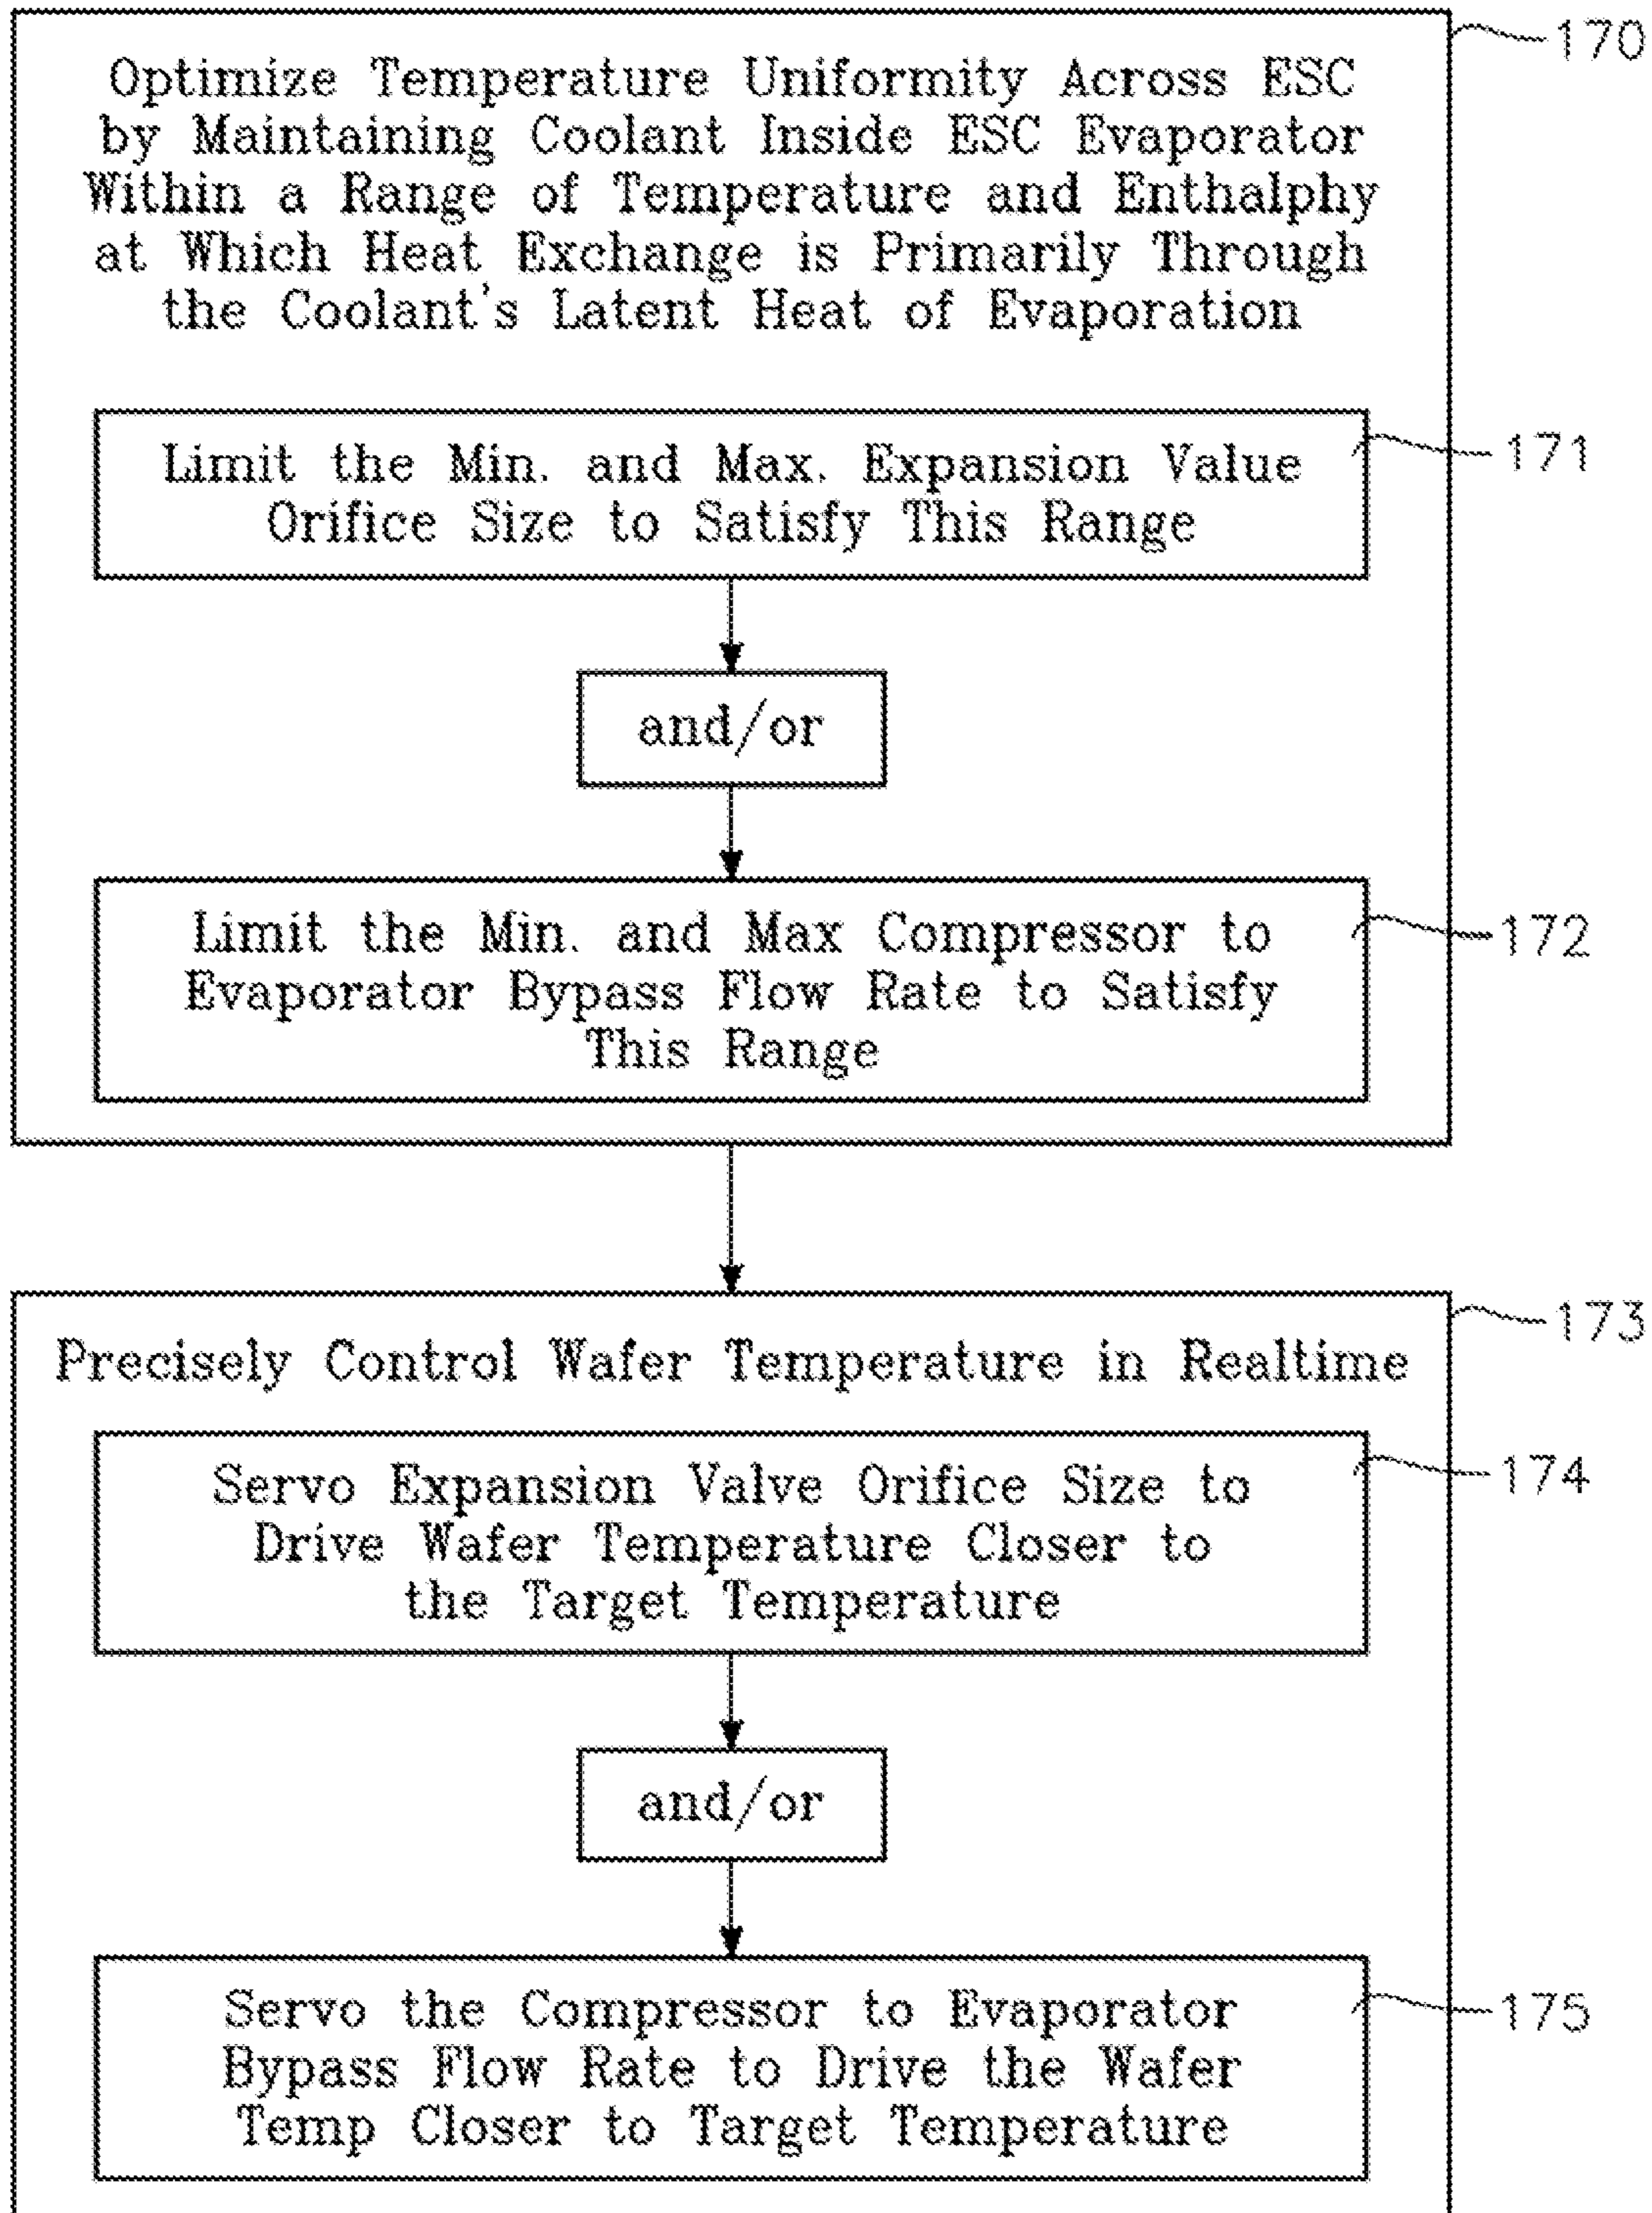 170
Optimize Temperature Uniformity Across ESC
by Maintaining Coolant Inside ESC Evaporator
Within a Range of Temperature and Enthalphy
at Which Heat Exchange is Primarily Through
the Coolant's Latent Heat of Evaporation
Limit the Min. and Max. Expansion Value
Orifice Size to Satisfy This Range
171
and/or
Limit the Min. and Max Compressor to
Evaporator Bypass Flow Rate to Satisfy
This Range
172
173
Precisely Control Wafer Temperature in Realtime
Servo Expansion Valve Orifice Size to
Drive Wafer Temperature Closer to
the Target Temperature
174
and/or
Servo the Compressor to Evaporator
Bypass Flow Rate to Drive the Wafer
Temp Closer to Target Temperature
175